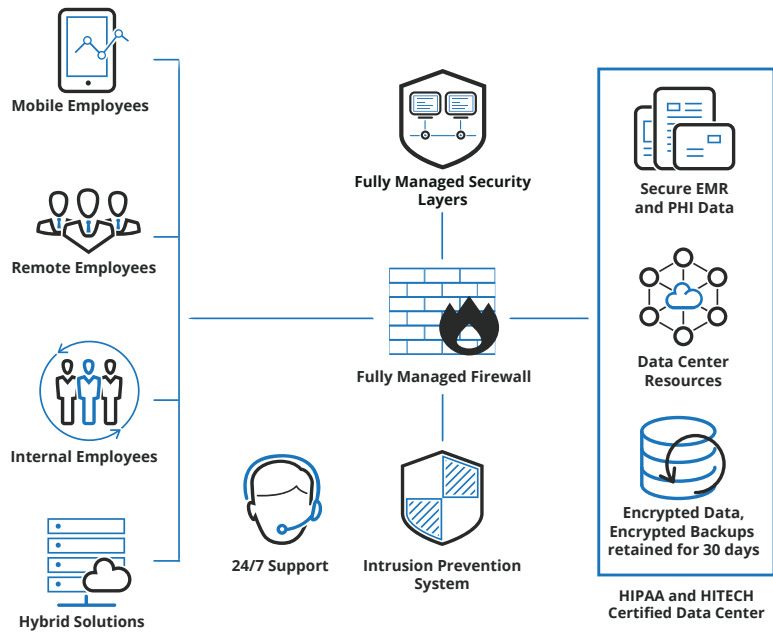 Mobile Employees
Remote Employees
Internal Employees
Hybrid Solutions
24/7 Support
Fully Managed Security
Layers
Fully Managed Firewall
Intrusion Prevention
System
Secure EMR
and PHI Data
Data Center
Resources
Encrypted Data,
Encrypted Backups
retained for 30 days
HIPAA and HITECH
Certified Data Center